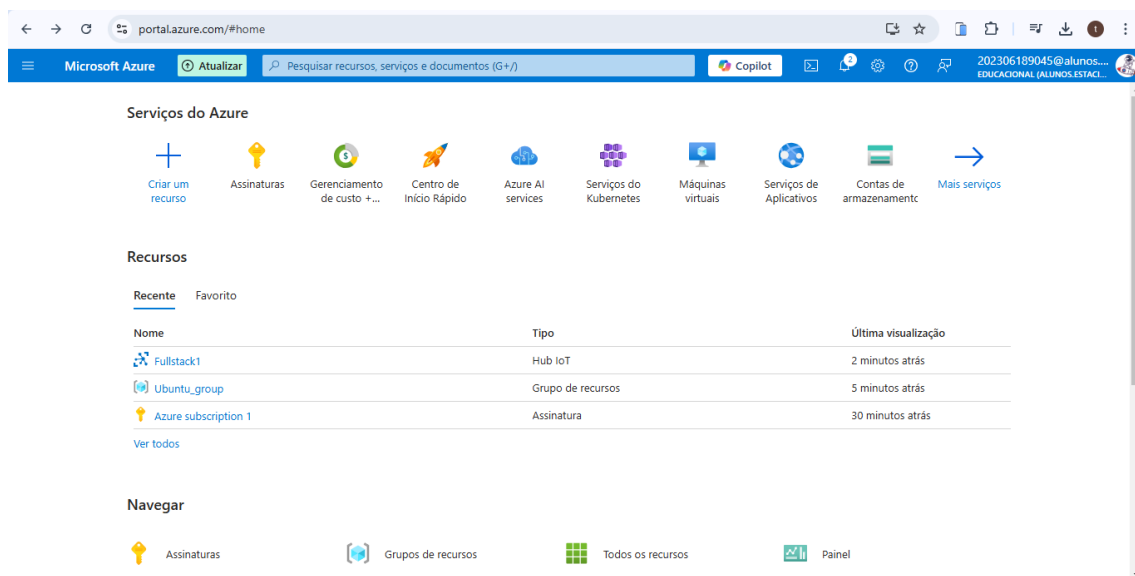 portal.azure.com/#home
Microsoft Azure
Atualizar
Pesquisar recursos, serviços e documentos (G+/)
Copilot
2
202306189045@alunos....
EDUCACIONAL (ALUNOS.ESTACI...
t
Serviços do Azure
Criar um
recurso
Assinaturas
Gerenciamento
de custo +...
Centro de
Início Rápido
Azure AI
services
Serviços do
Kubernetes
Máquinas
virtuais
Serviços de
Aplicativos
Contas de
armazenamento
Mais serviços
Recursos
Recente Favorito
Nome Tipo Última visualização
Fullstack1 Hub IoT 2 minutos atrás
Ubuntu_group Grupo de recursos 5 minutos atrás
Azure subscription 1 Assinatura 30 minutos atrás
Ver todos
Navegar
Assinaturas Grupos de recursos Todos os recursos Painel